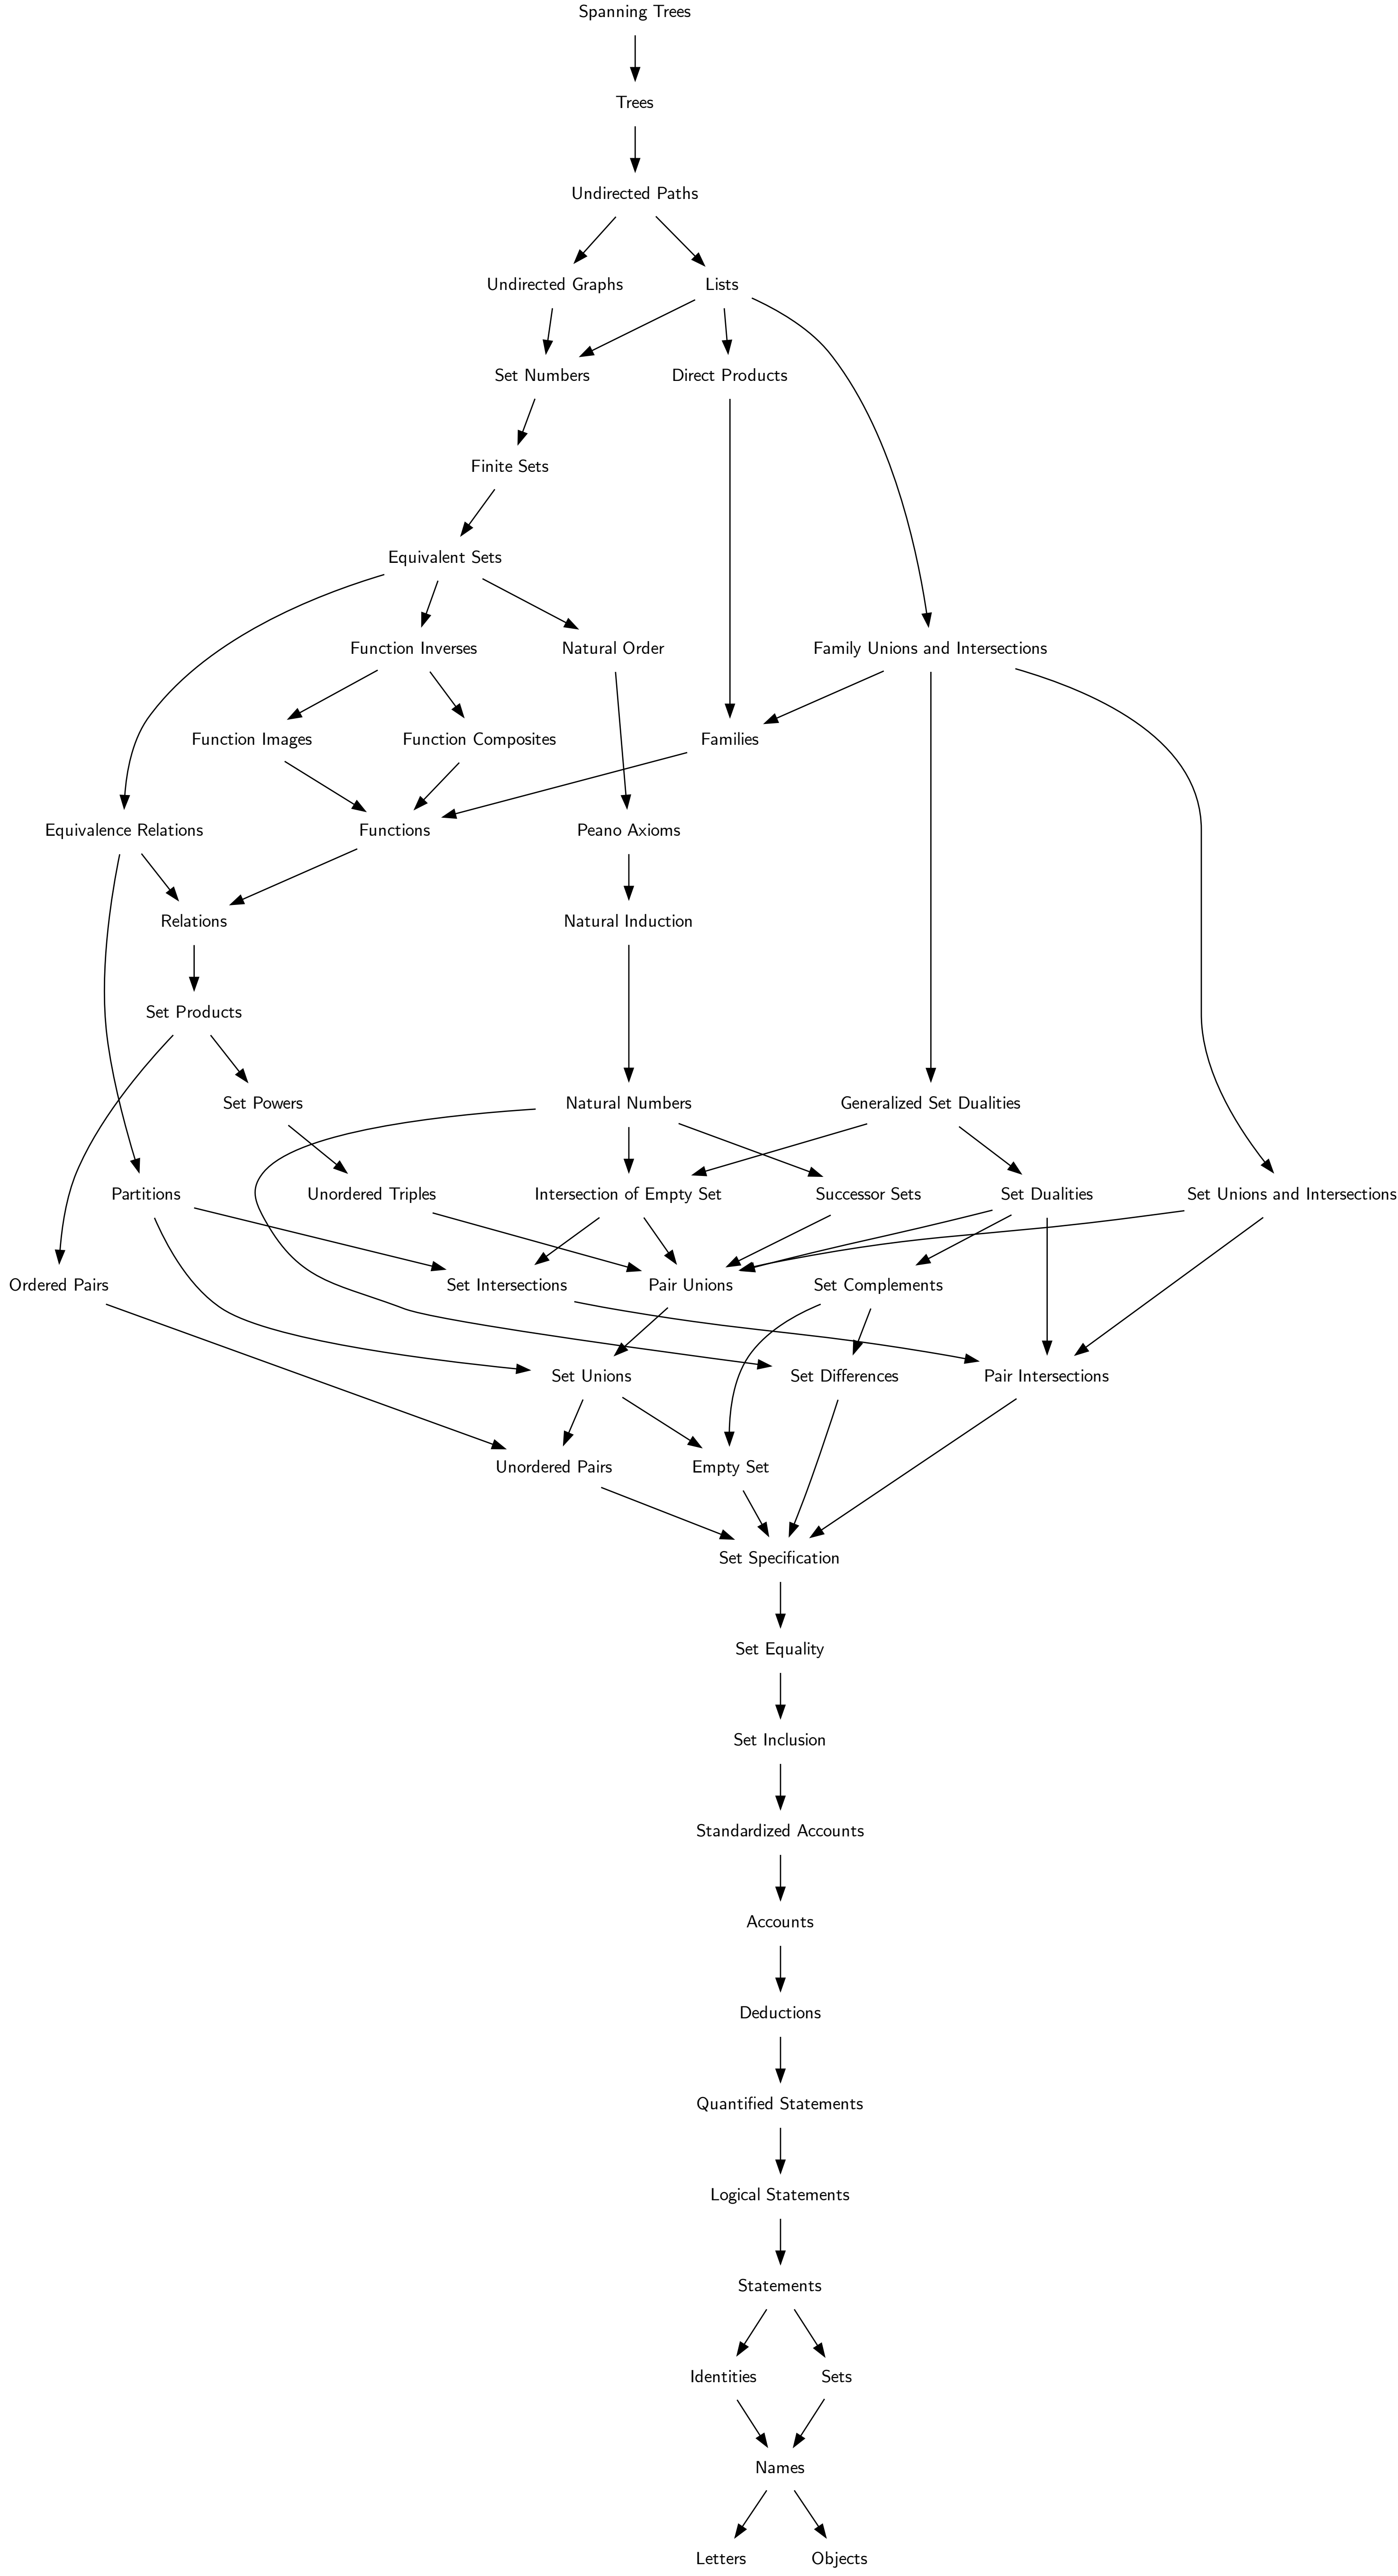 Spanning Trees
Trees
Undirected Paths
Undirected Graphs
Lists
Set Numbers
Direct Products
Finite Sets
Equivalent Sets
Function Inverses
Natural Order
Family Unions and Intersections
Function Images
Function Composites
Families
Equivalence Relations
Functions
Peano Axioms
Relations
Natural Induction
Set Products
Set Powers
Natural Numbers
Generalized Set Dualities
Partitions
Unordered Triples
Intersection of Empty Set
Successor Sets
Set Dualities
Set Unions and Intersections
Ordered Pairs
Set Intersections
Pair Unions
Set Complements
Set Unions
Set Differences
Pair Intersections
Unordered Pairs
Empty Set
Set Specification
Set Equality
Set Inclusion
Standardized Accounts
Accounts
Deductions
Quantified Statements
Logical Statements
Statements
Identities
Sets
Names
Letters
Objects